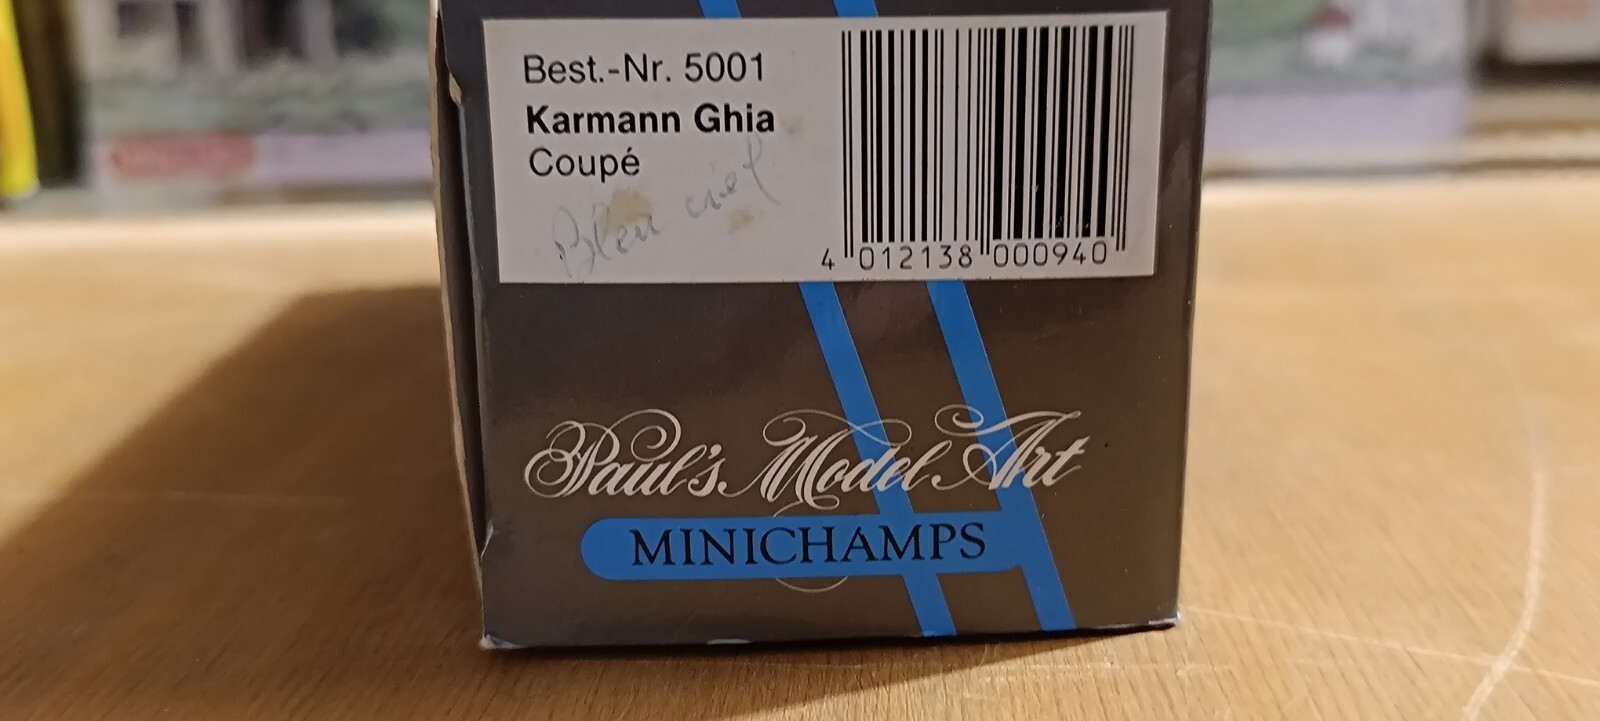 Best.-Nr. 5001
Karmann Ghia
Coupé
Bleu ciel
4 012138 000940
Paul's Model Art
MINICHAMPS